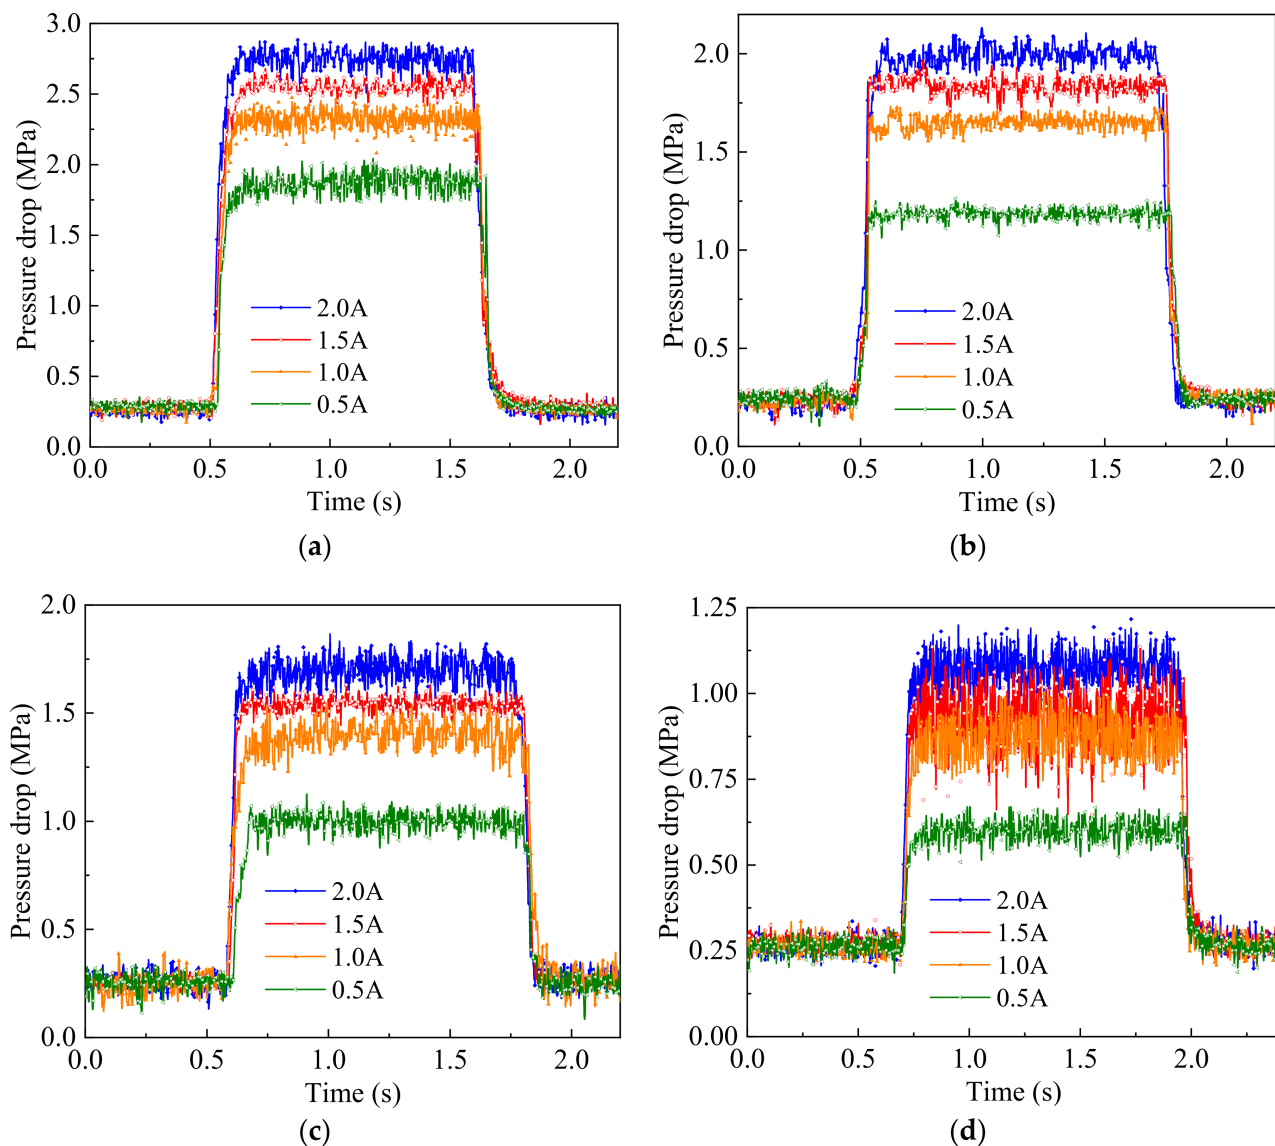 3.0
2.5
2.0
1.5
1.0
0.5
0.0
Pressure drop (MPa)
2.0A
1.5A
1.0A
0.5A
0.0 0.5 1.0 1.5 2.0
Time (s)
(a)
2.0
1.5
1.0
0.5
0.0
Pressure drop (MPa)
2.0A
1.5A
1.0A
0.5A
0.0 0.5 1.0 1.5 2.0
Time (s)
(b)
2.0
1.5
1.0
0.5
0.0
Pressure drop (MPa)
2.0A
1.5A
1.0A
0.5A
0.0 0.5 1.0 1.5 2.0
Time (s)
(c)
1.25
1.00
0.75
0.50
0.25
0.00
Pressure drop (MPa)
2.0A
1.5A
1.0A
0.5A
0.0 0.5 1.0 1.5 2.0
Time (s)
(d)